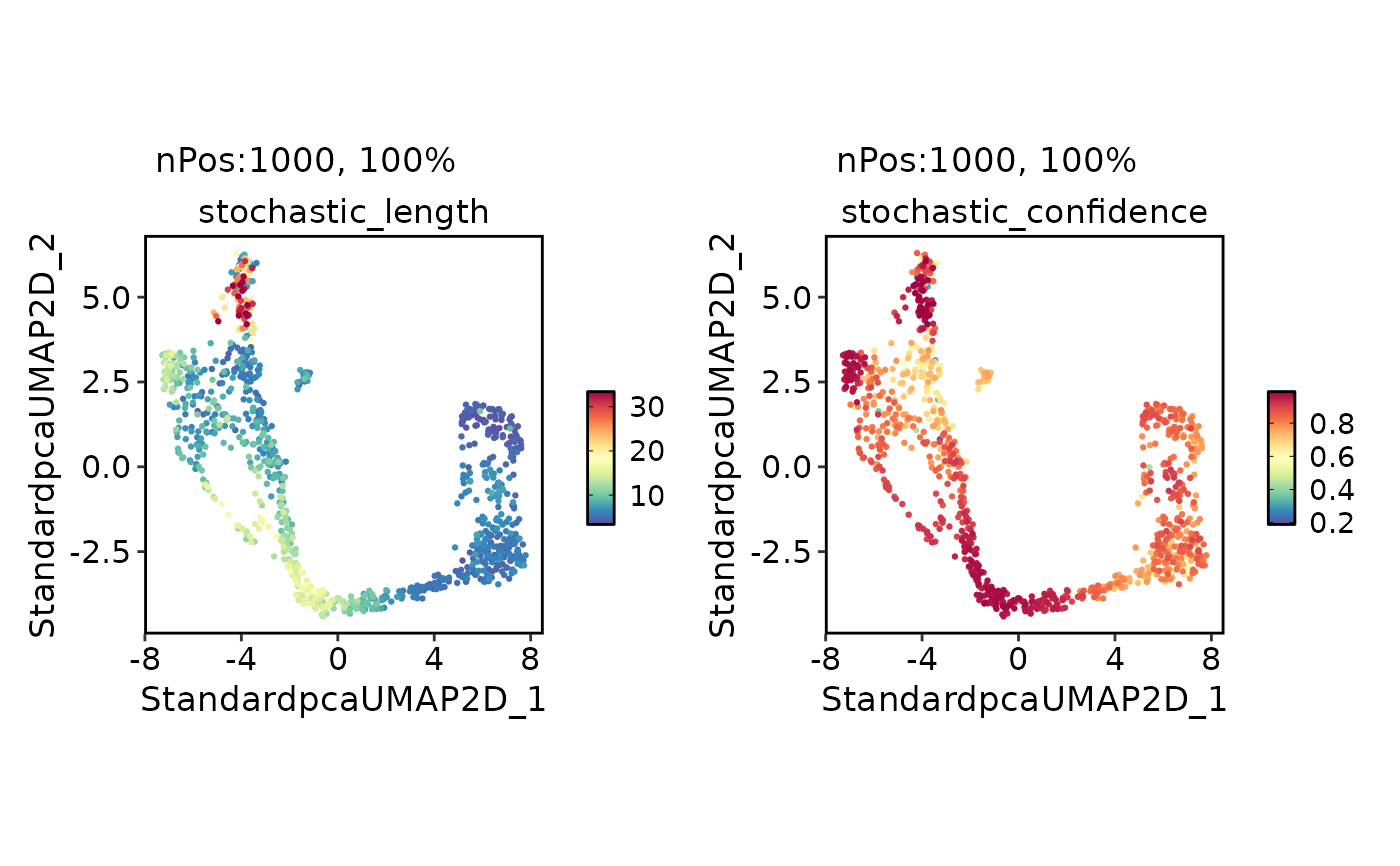 nPos:1000, 100%
stochastic_length
StandardpcaUMAP2D_2
5.0
2.5
0.0
-2.5
-8 -4 0 4 8
StandardpcaUMAP2D_1
30
20
10
nPos:1000, 100%
stochastic_confidence
StandardpcaUMAP2D_2
5.0
2.5
0.0
-2.5
-8 -4 0 4 8
StandardpcaUMAP2D_1
0.8
0.6
0.4
0.2